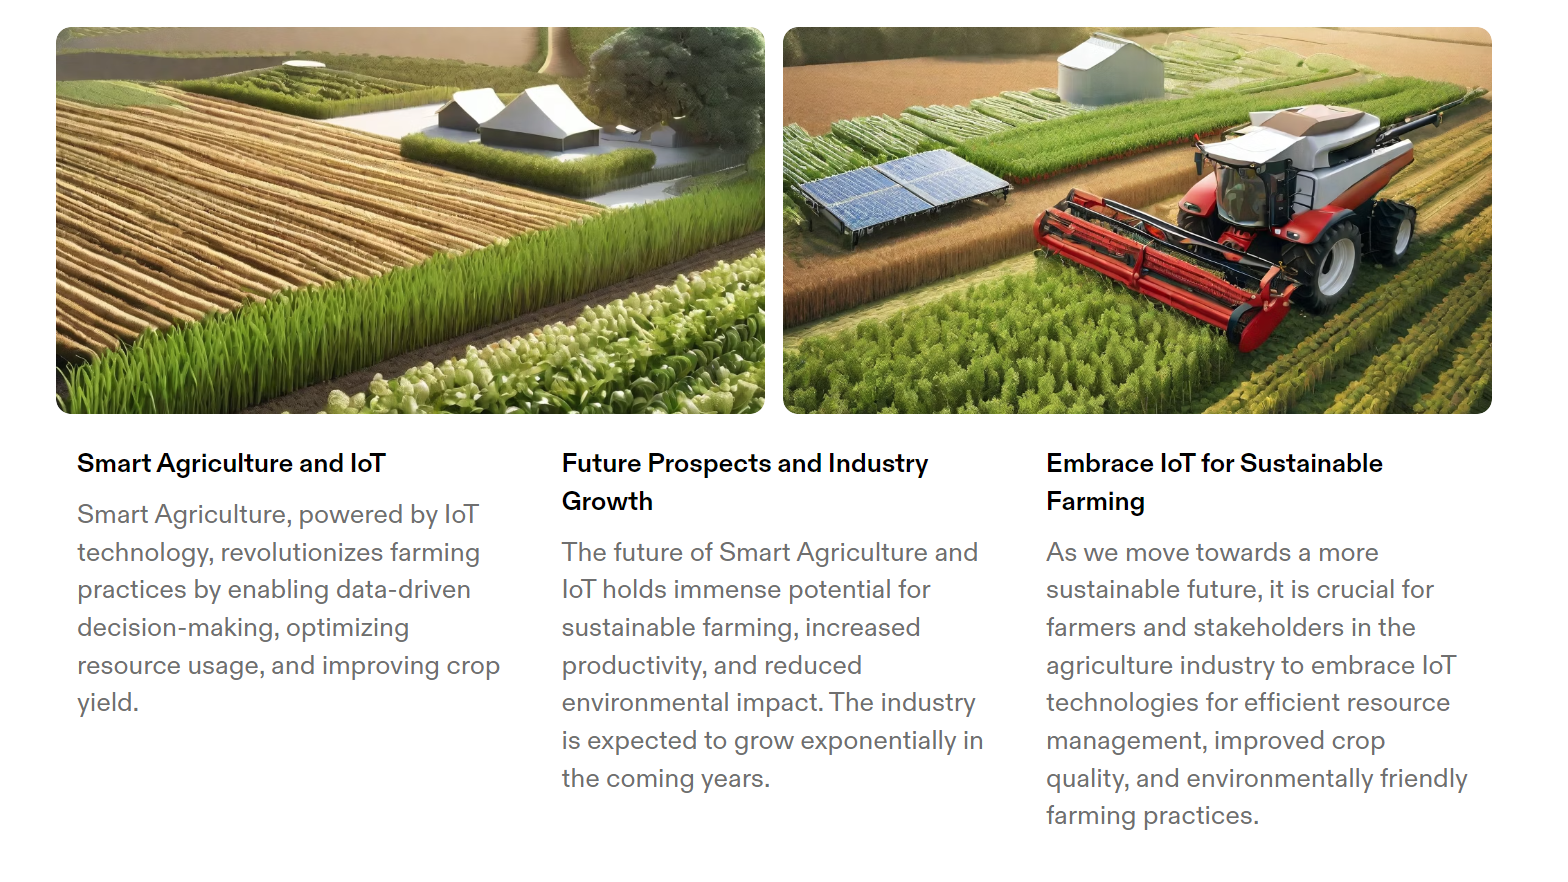 Smart Agriculture and IoT
Smart Agriculture, powered by IoT
technology, revolutionizes farming
practices by enabling data-driven
decision-making, optimizing
resource usage, and improving crop
yield.
Future Prospects and Industry
Growth
The future of Smart Agriculture and
IoT holds immense potential for
sustainable farming, increased
productivity, and reduced
environmental impact. The industry
is expected to grow exponentially in
the coming years.
Embrace IoT for Sustainable
Farming
As we move towards a more
sustainable future, it is crucial for
farmers and stakeholders in the
agriculture industry to embrace IoT
technologies for efficient resource
management, improved crop
quality, and environmentally friendly
farming practices.